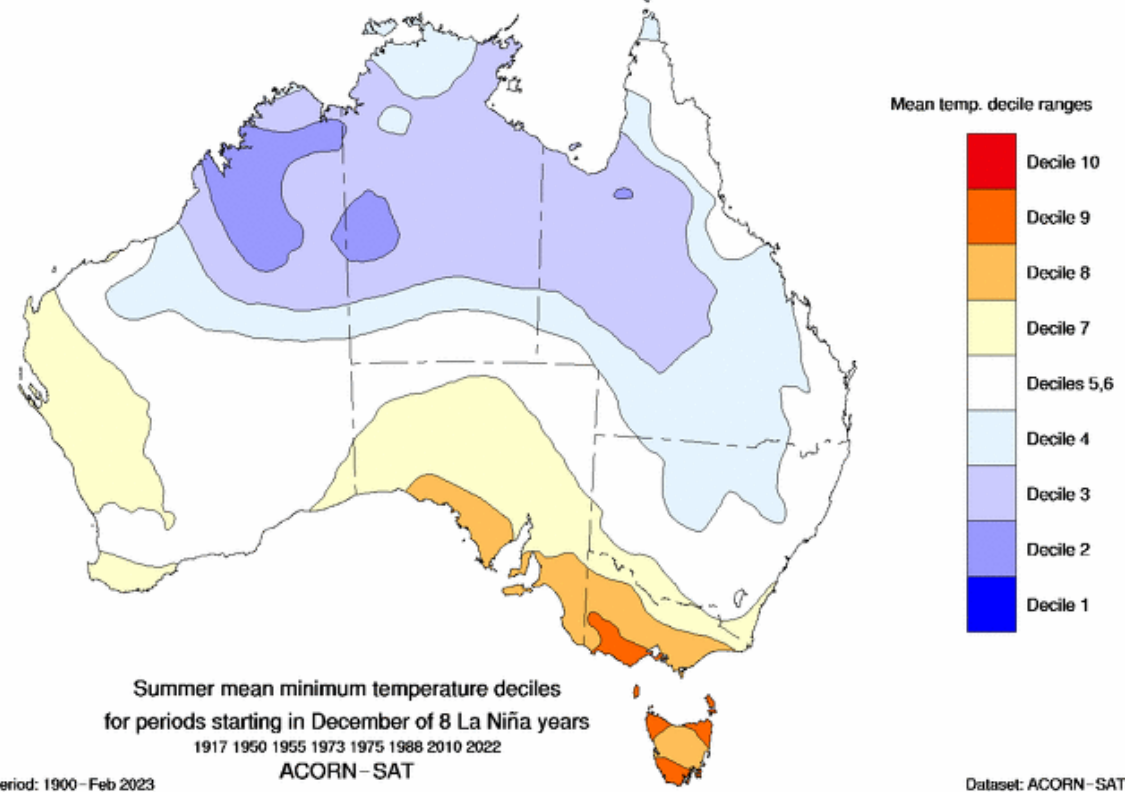 Mean temp. decile ranges
Decile 10
Decile 9
Decile 8
Decile 7
Deciles 5,6
Decile 4
Decile 3
Decile 2
Decile 1
Summer mean minimum temperature deciles
for periods starting in December of 8 La Niña years
1917 1950 1955 1973 1975 1988 2010 2022
ACORN-SAT
eriod: 1900-Feb 2023
Dataset: ACORN-SAT